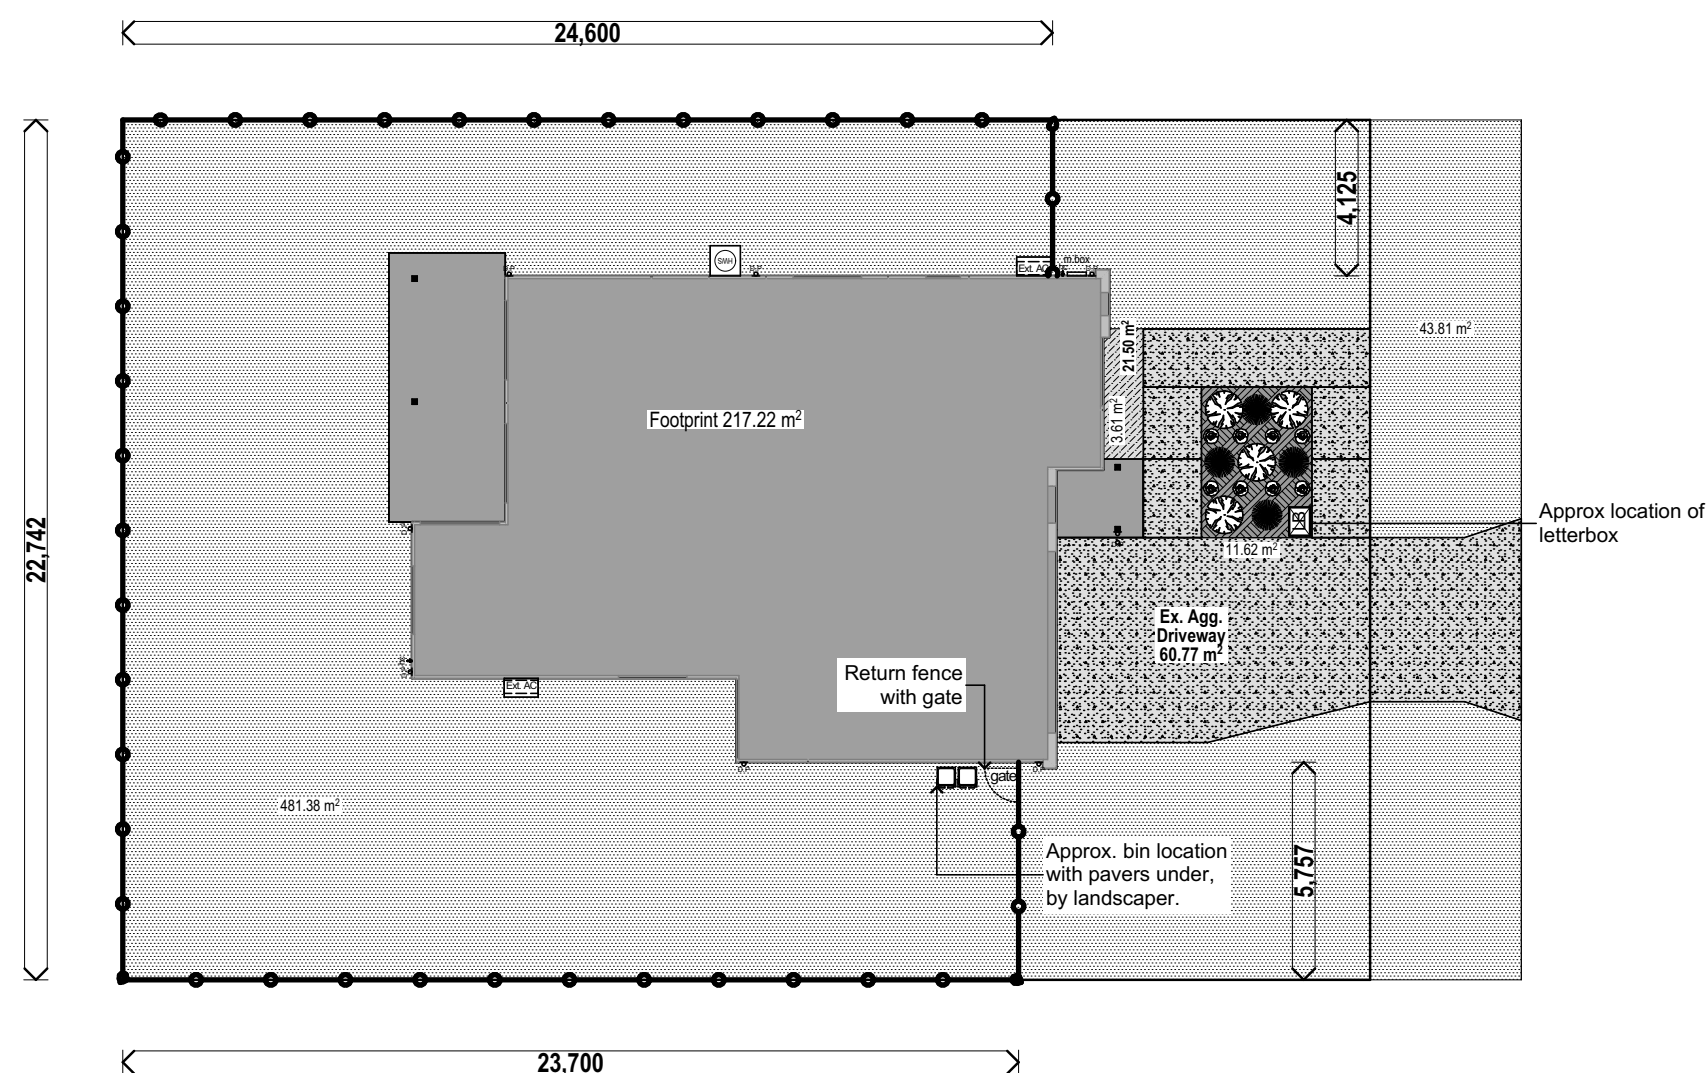 24,600
4,125
SWH
D.P
D.P
Ext. AC
m.box
D.P
43.81 m²
21.50 m²
3.61 m²
Footprint 217.22 m²
22,742
Approx location of
letterbox
11.62 m²
Ex. Agg.
Driveway
60.77 m²
Return fence
with gate
Ext. AC
D.P
D.P
gate
481.38 m²
Approx. bin location
with pavers under,
by landscaper.
5,757
23,700